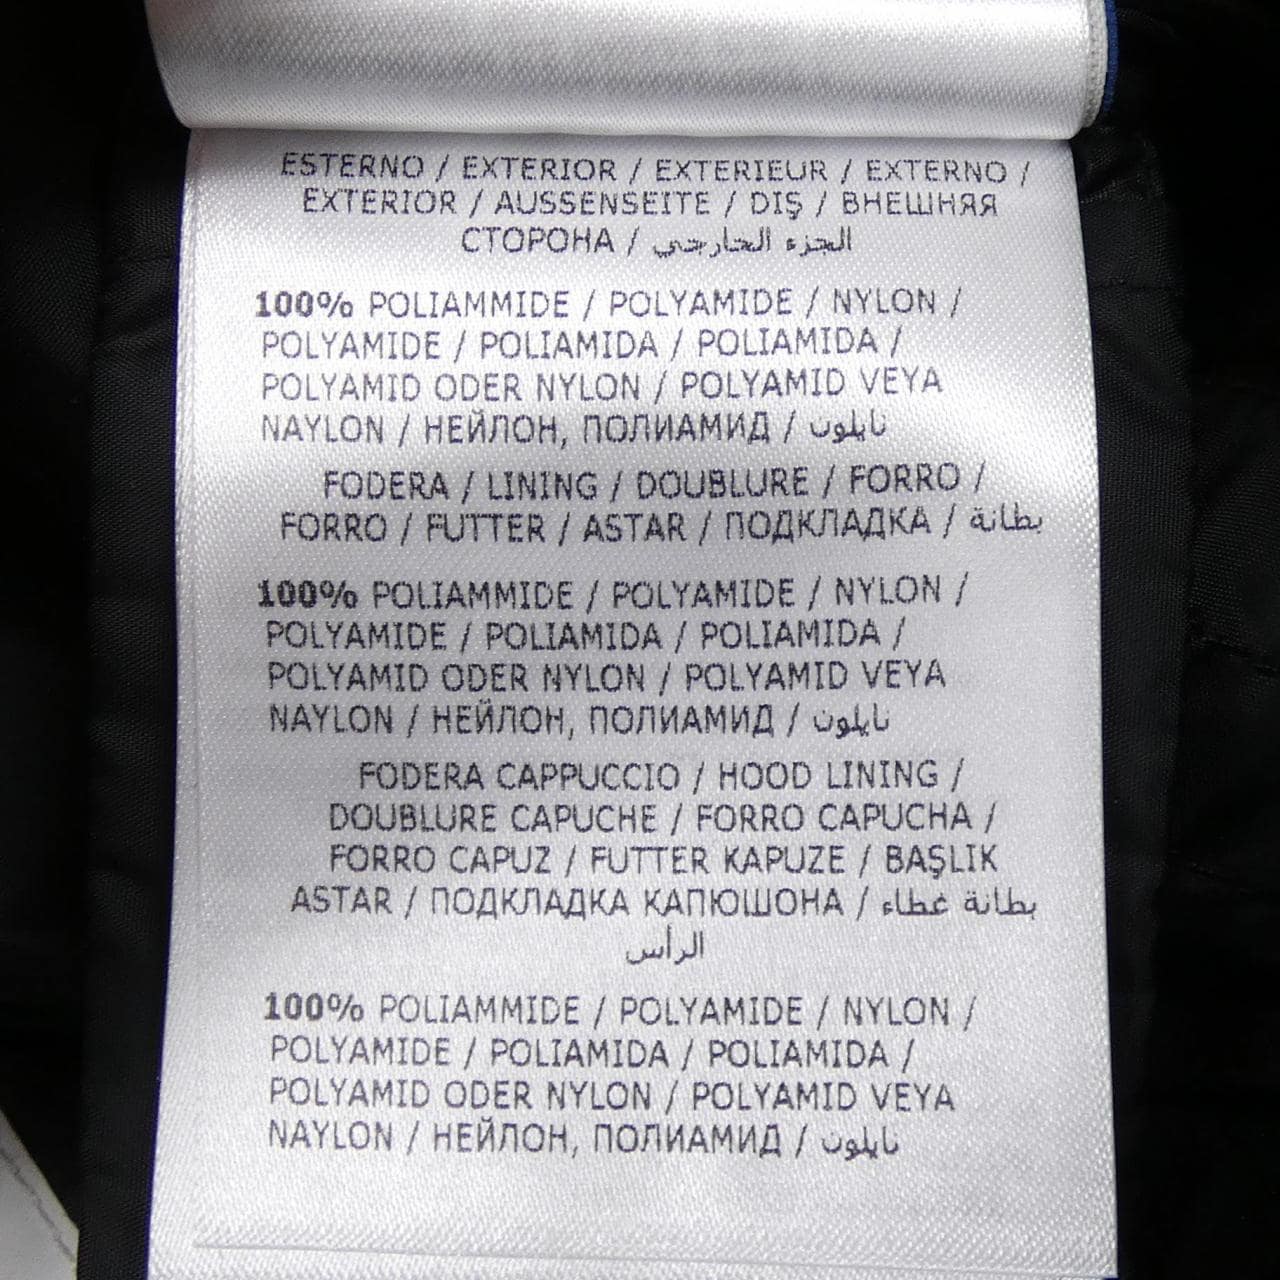 ESTERNO / EXTERIOR / EXTERIEUR / EXTERNO /
EXTERIOR / AUSSENSEITE / DIŞ / ВНЕШНЯЯ
СТОРОНА / الجزء الخارجي
100% POLIAMMIDE / POLYAMIDE / NYLON /
POLYAMIDE / POLIAMIDA / POLIAMIDA /
POLYAMID ODER NYLON / POLYAMID VEYA
NAYLON / НЕЙЛОН, ПОЛИАМИД / نايلون
FODERA / LINING / DOUBLURE / FORRO /
FORRO / FUTTER / ASTAR / ПОДКЛАДКА / بطانة
100% POLIAMMIDE / POLYAMIDE / NYLON /
POLYAMIDE / POLIAMIDA / POLIAMIDA /
POLYAMID ODER NYLON / POLYAMID VEYA
NAYLON / НЕЙЛОН, ПОЛИАМИД / نايلون
FODERA CAPPUCCIO / HOOD LINING /
DOUBLURE CAPUCHE / FORRO CAPUCHA /
FORRO CAPUZ / FUTTER KAPUZE / BAŞLIK
ASTAR / ПОДКЛАДКА КАПЮШОНА / بطانة غطاء
الرأس
100% POLIAMMIDE / POLYAMIDE / NYLON /
POLYAMIDE / POLIAMIDA / POLIAMIDA /
POLYAMID ODER NYLON / POLYAMID VEYA
NAYLON / НЕЙЛОН, ПОЛИАМИД / نايلون